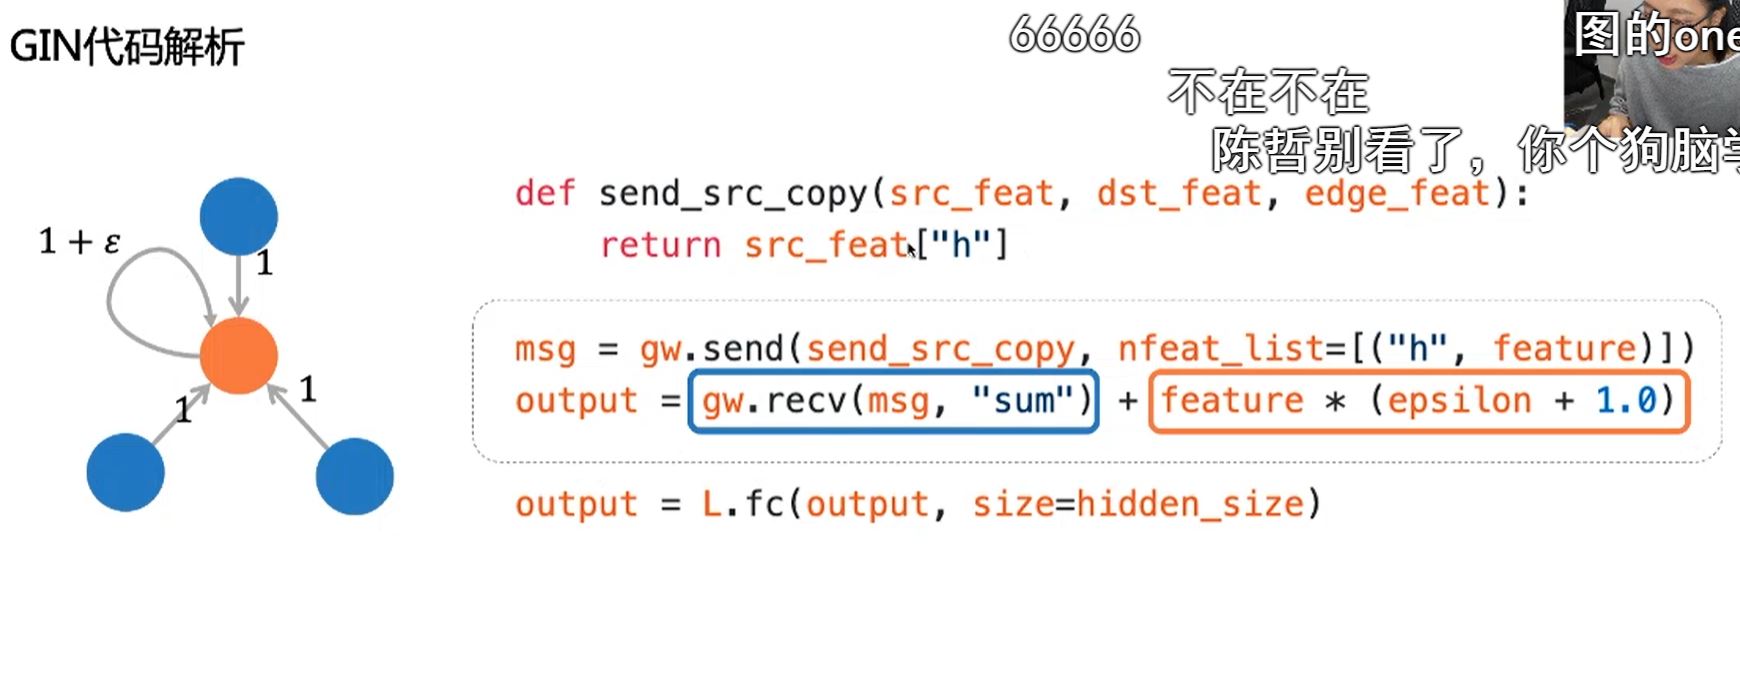 GIN代码解析
66666
图的one
不在不在
陈哲别看了，你个狗脑
1 + ε
1
1
1
def send_src_copy(src_feat, dst_feat, edge_feat):
return src_feat["h"]
msg = gw.send(send_src_copy, nfeat_list=[("h", feature)])
output = gw.recv(msg, "sum") + feature * (epsilon + 1.0)
output = L.fc(output, size=hidden_size)